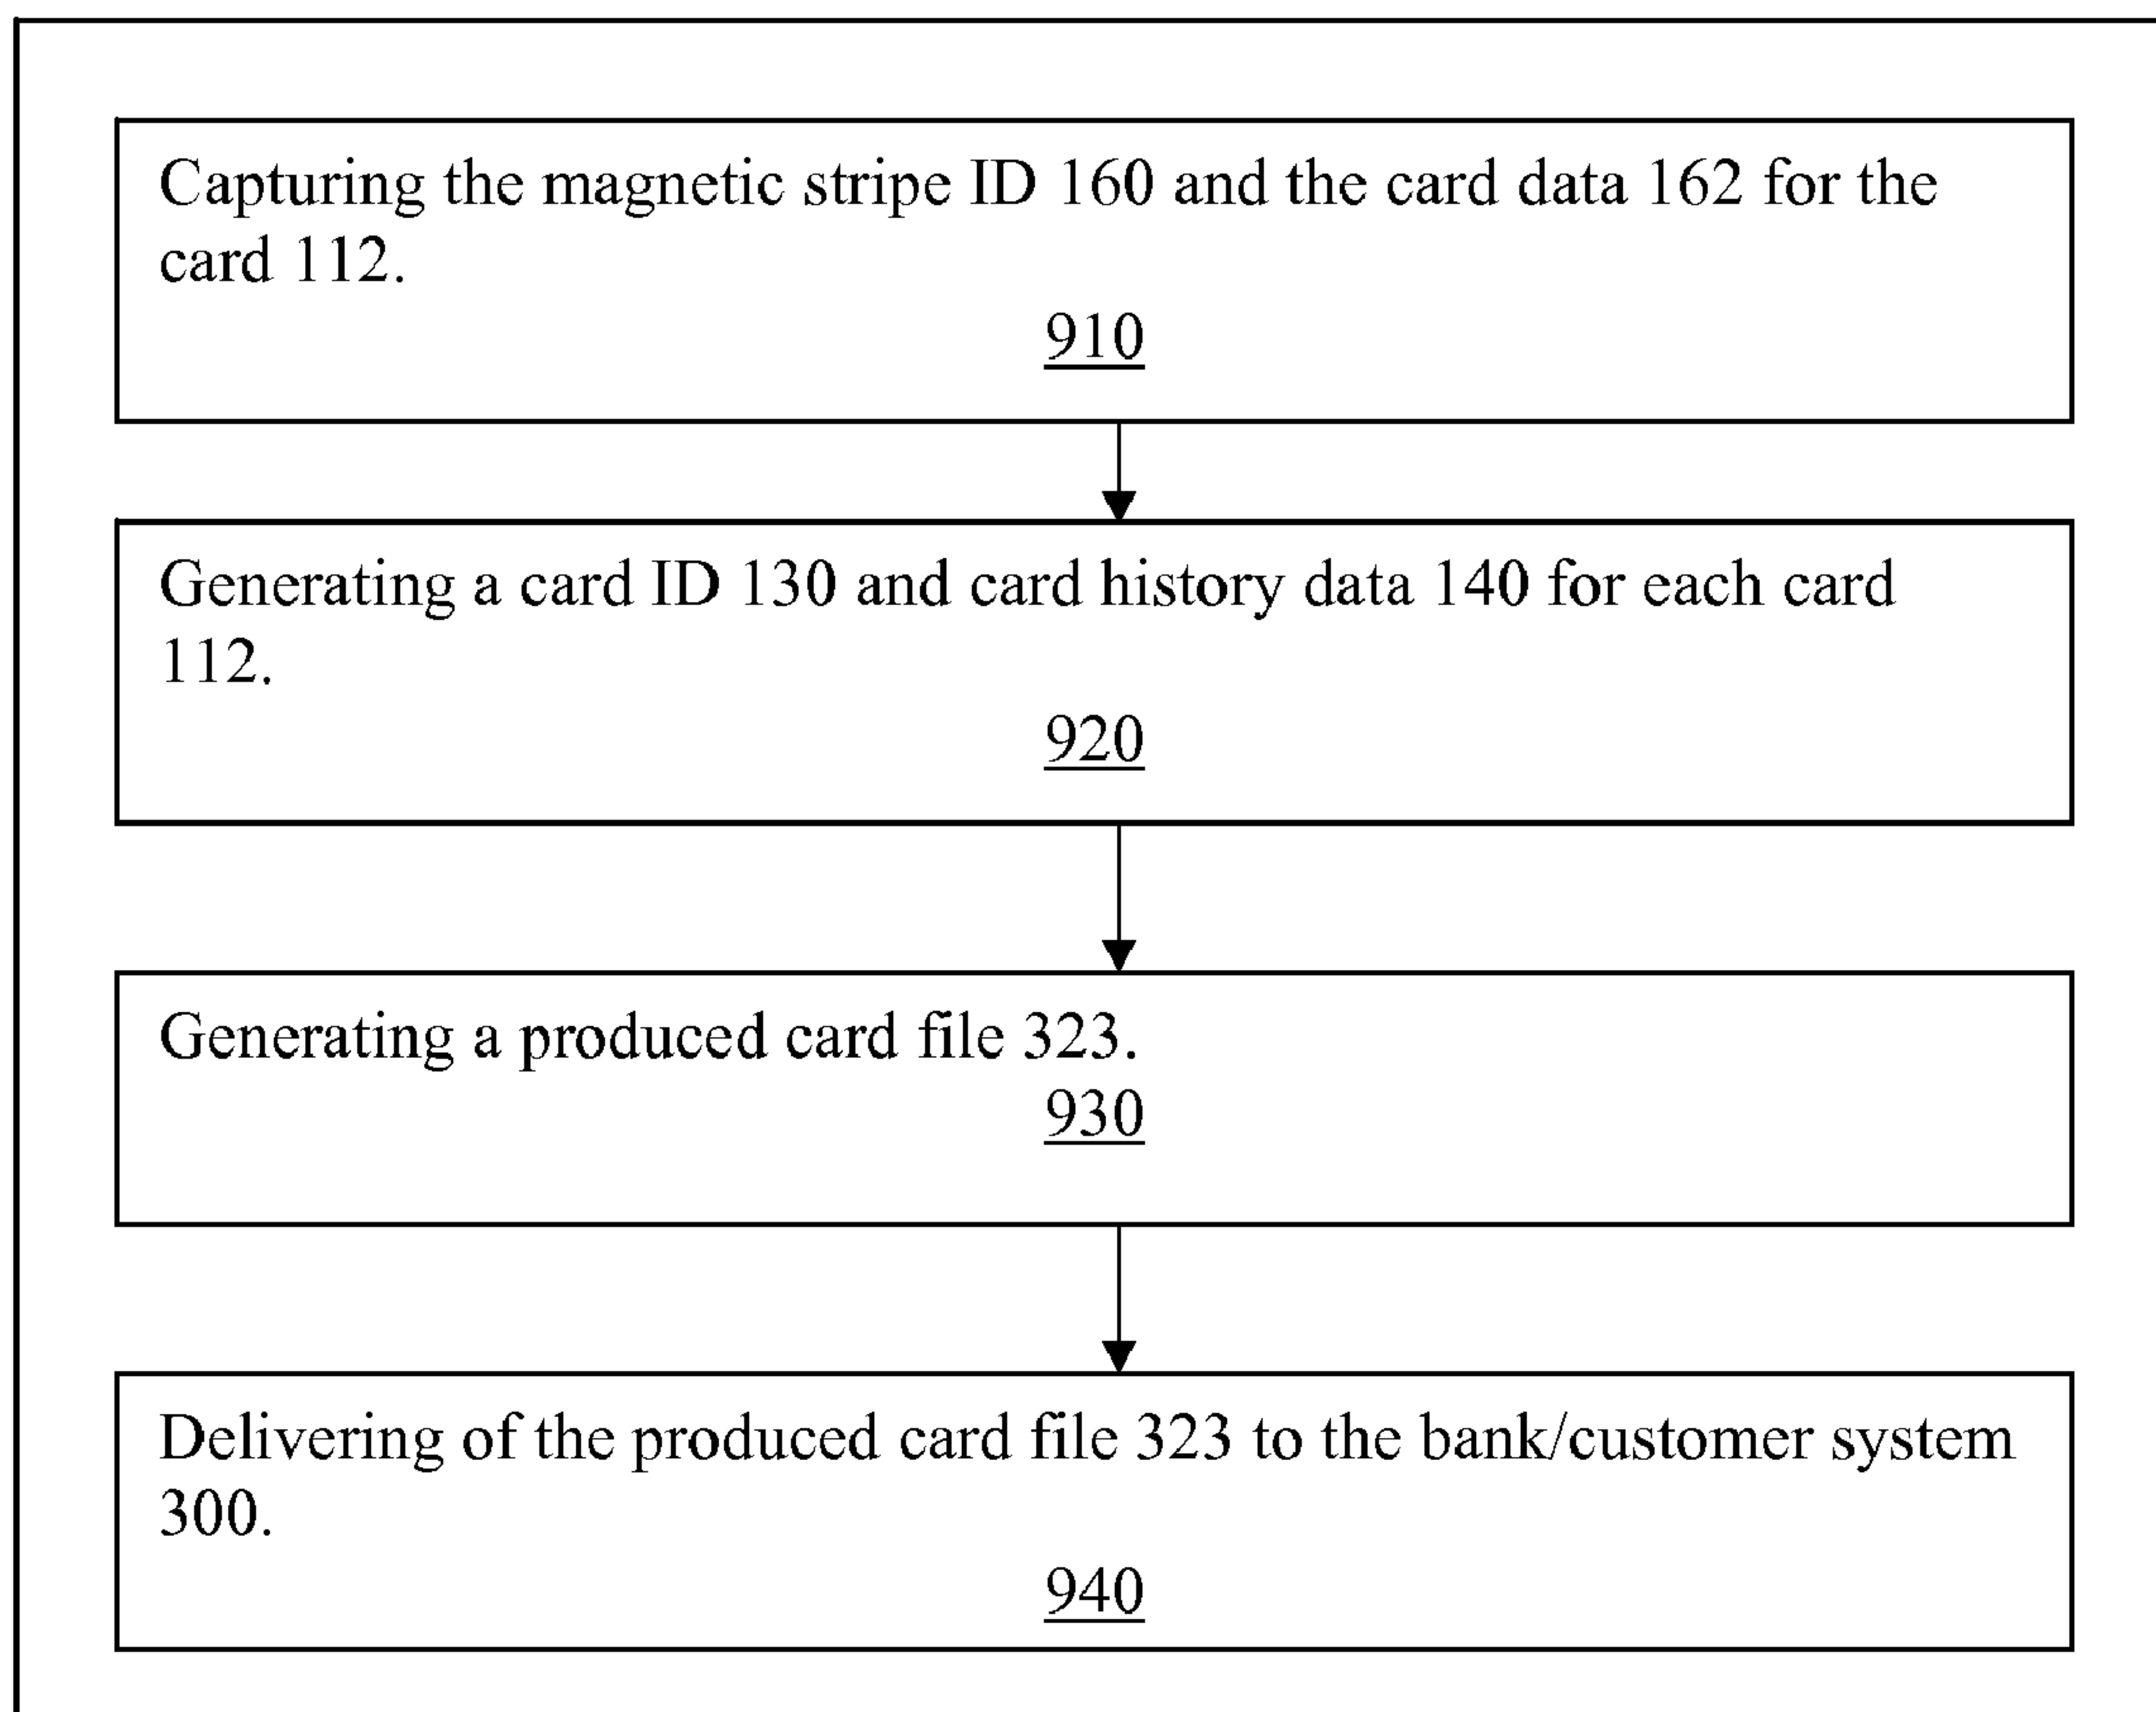 Capturing the magnetic stripe ID 160 and the card data 162 for the
card 112.
910
Generating a card ID 130 and card history data 140 for each card
112.
920
Generating a produced card file 323.
930
Delivering of the produced card file 323 to the bank/customer system
300.
940